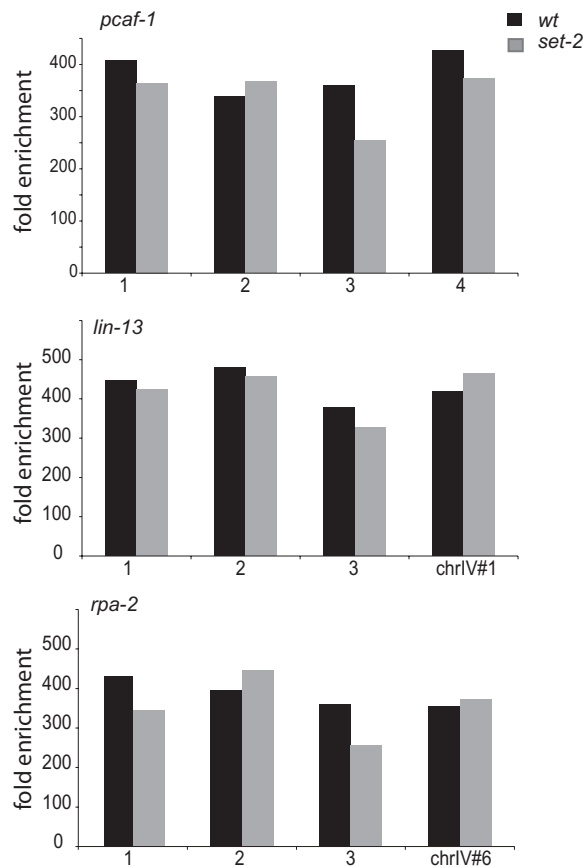 pcaf-1
wt
set-2
fold enrichment
400
300
200
100
0
1 2 3 4
lin-13
fold enrichment
500
400
300
200
100
0
1 2 3 chrIV#1
rpa-2
fold enrichment
500
400
300
200
100
0
1 2 3 chrIV#6